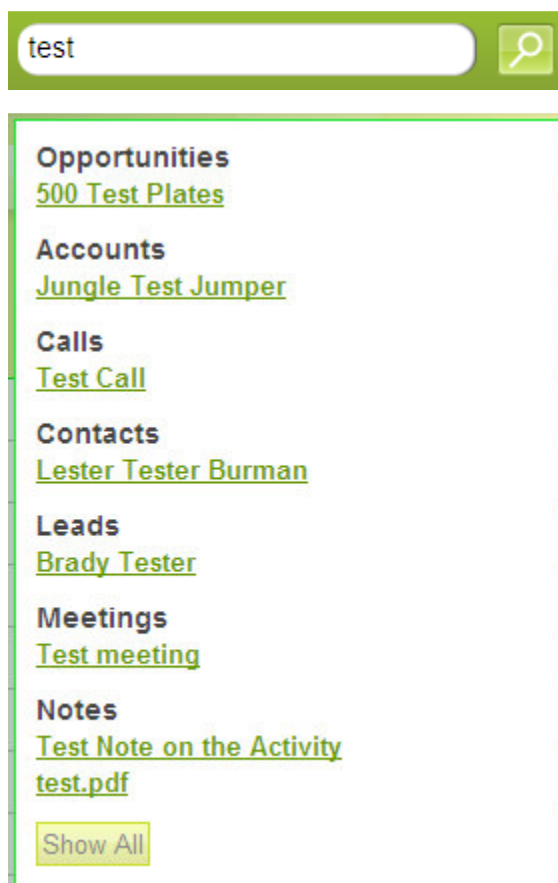 test
Opportunities
500 Test Plates
Accounts
Jungle Test Jumper
Calls
Test Call
Contacts
Lester Tester Burman
Leads
Brady Tester
Meetings
Test meeting
Notes
Test Note on the Activity
test.pdf
Show All